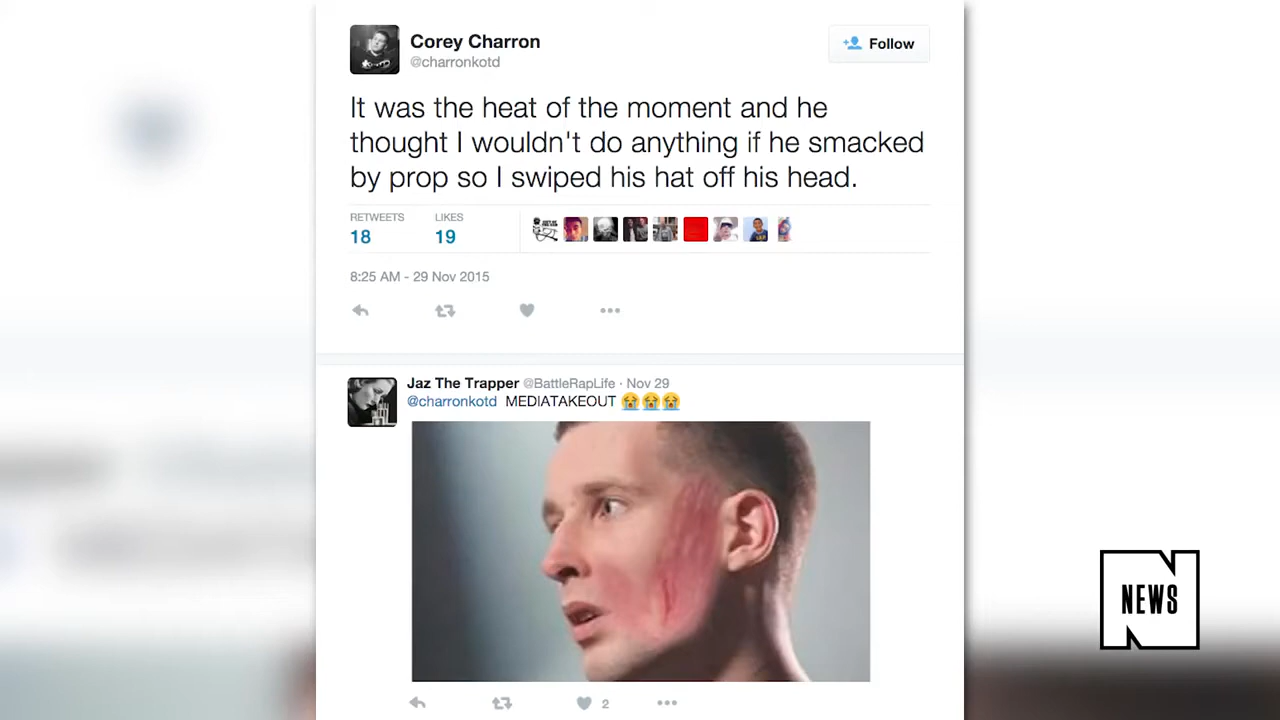 Corey Charron
@charronkotd
Follow
It was the heat of the moment and he
thought I wouldn't do anything if he smacked
by prop so I swiped his hat off his head.
RETWEETS LIKES
18 19
8:25 AM - 29 Nov 2015
Jaz The Trapper @BattleRapLife · Nov 29
@charronkotd MEDIATAKEOUT 😭😭😭
2
NEWS